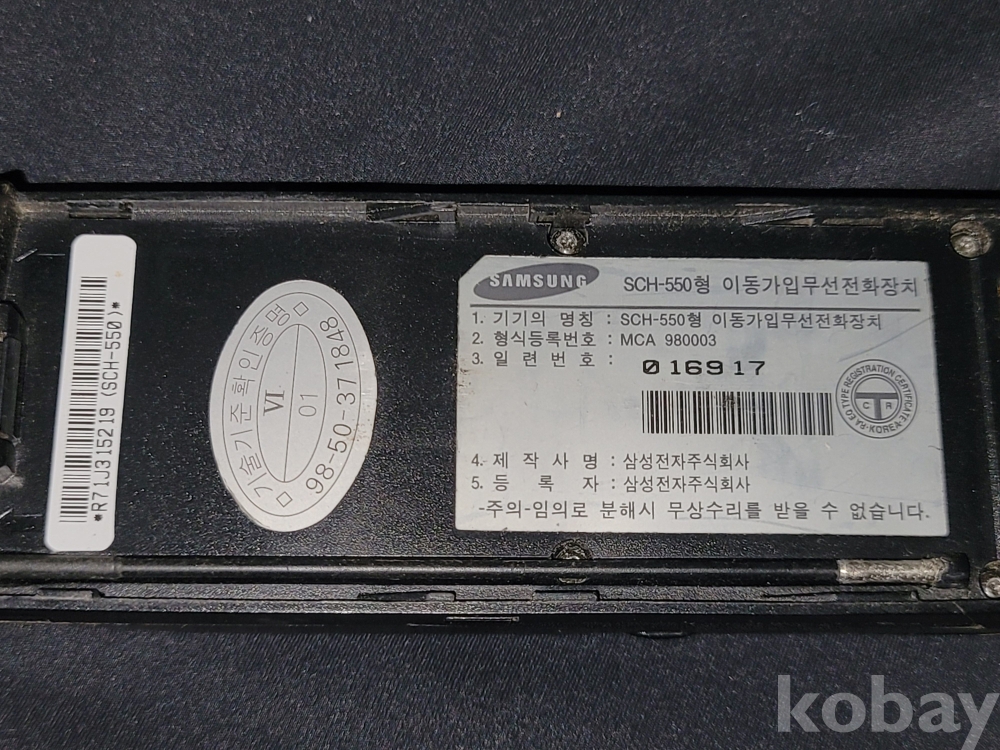 *R71J315219 (SCH-550)*
◇기술기준확인증명◇
VI
01
98-50-371848
SAMSUNG
SCH-550형 이동가입무선전화장치
1. 기기의 명칭 : SCH-550형 이동가입무선전화장치
2. 형식등록번호 : MCA 980003
3. 일 련 번 호 : 016917
TYPE REGISTRATION CERTIFICATE
C T R
KOREA
4. 제 작 사 명 : 삼성전자주식회사
5. 등 록 자 : 삼성전자주식회사
-주의-임의로 분해시 무상수리를 받을 수 없습니다.
kobay